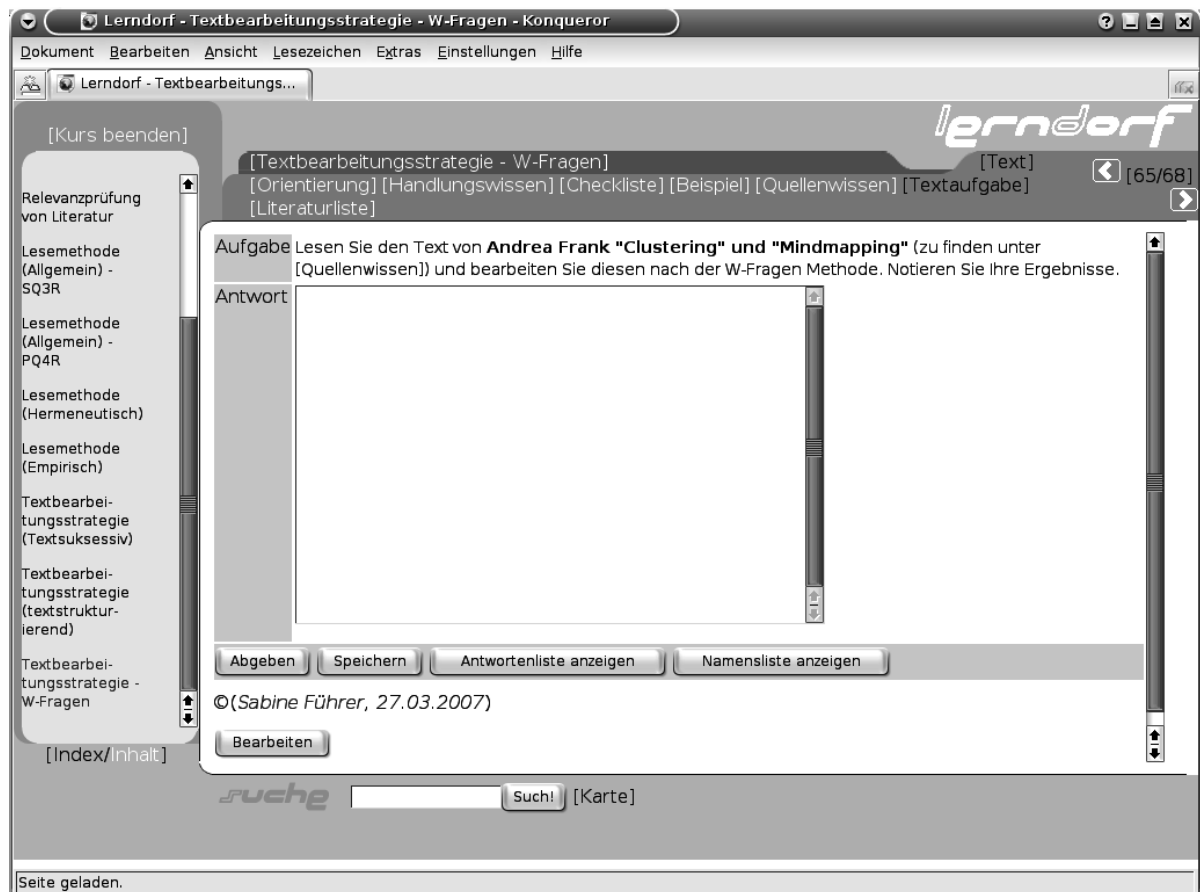 Lerndorf - Textbearbeitungsstrategie - W-Fragen - Konqueror
Dokument Bearbeiten Ansicht Lesezeichen Extras Einstellungen Hilfe
Lerndorf - Textbearbeitungs...
lerndorf
[Kurs beenden]
[Textbearbeitungsstrategie - W-Fragen] [Text]
[65/68]
[Orientierung] [Handlungswissen] [Checkliste] [Beispiel] [Quellenwissen] [Textaufgabe]
[Literaturliste]
Relevanzprüfung
von Literatur
Lesemethode
(Allgemein) -
SQ3R
Lesemethode
(Allgemein) -
PQ4R
Lesemethode
(Hermeneutisch)
Lesemethode
(Empirisch)
Textbearbei-
tungsstrategie
(Textsuksessiv)
Textbearbei-
tungsstrategie
(textstruktur-
ierend)
Textbearbei-
tungsstrategie -
W-Fragen
[Index/Inhalt]
Aufgabe Lesen Sie den Text von Andrea Frank "Clustering" und "Mindmapping" (zu finden unter
[Quellenwissen]) und bearbeiten Sie diesen nach der W-Fragen Methode. Notieren Sie Ihre Ergebnisse.
Antwort
Abgeben Speichern Antwortenliste anzeigen Namensliste anzeigen
©(Sabine Führer, 27.03.2007)
Bearbeiten
suche Such! [Karte]
Seite geladen.